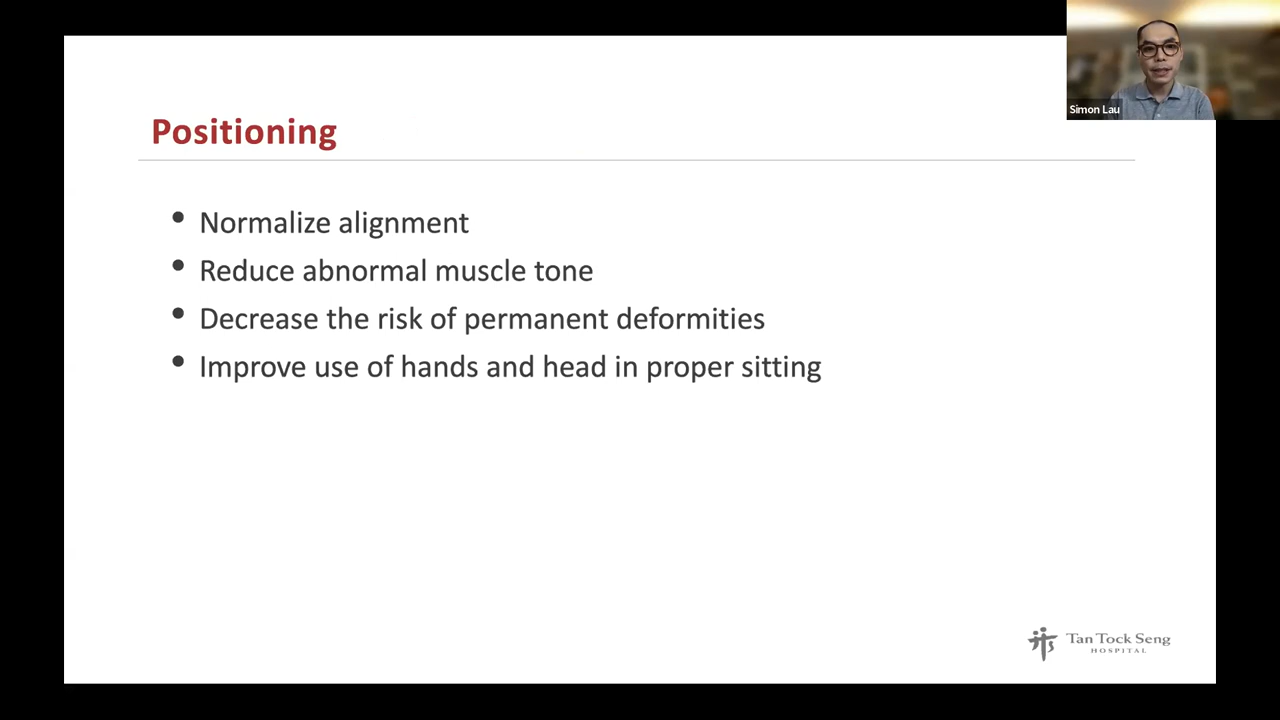 Simon Lau
Positioning
• Normalize alignment
• Reduce abnormal muscle tone
• Decrease the risk of permanent deformities
• Improve use of hands and head in proper sitting
Tan Tock Seng
HOSPITAL